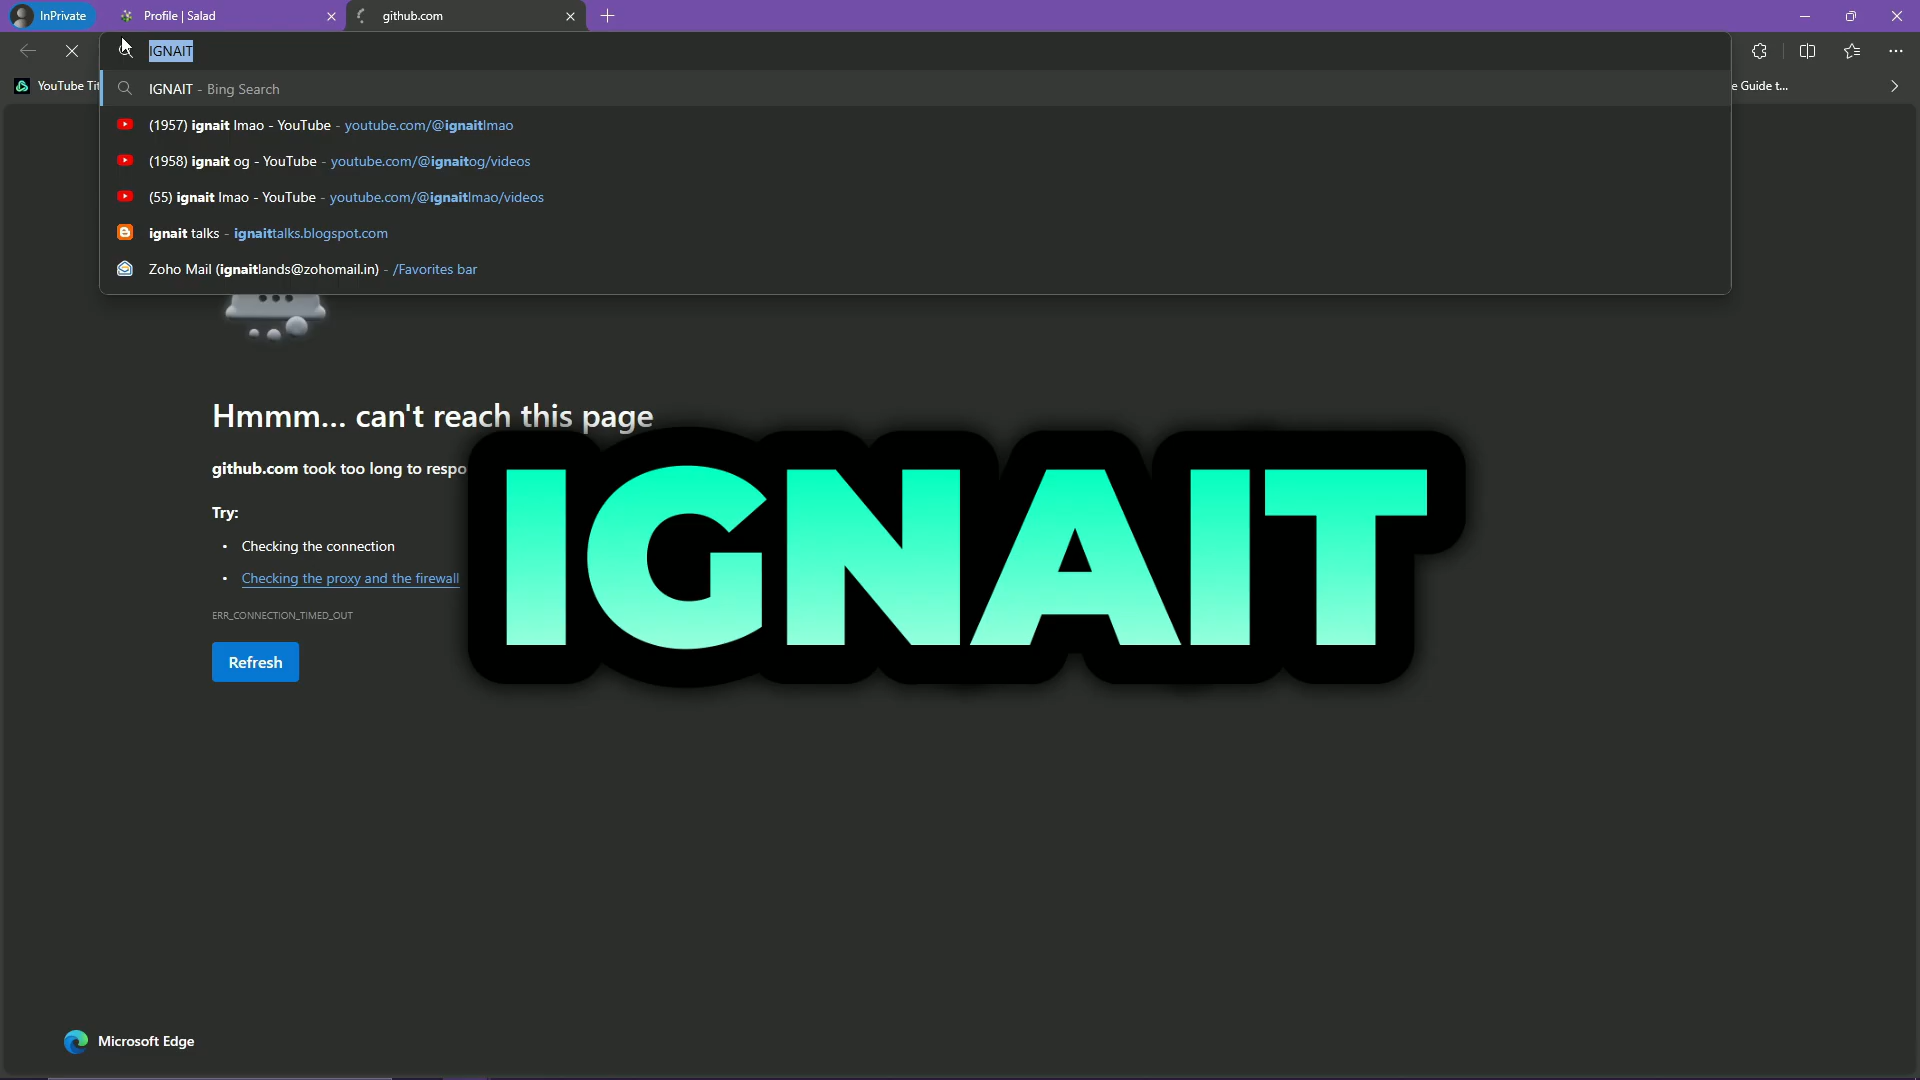 InPrivate
Profile | Salad
github.com
IGNAIT
IGNAIT - Bing Search
YouTube Tit
e Guide t...
(1957) ignait lmao - YouTube - youtube.com/@ignaitlmao
(1958) ignait og - YouTube - youtube.com/@ignaitog/videos
(55) ignait lmao - YouTube - youtube.com/@ignaitlmao/videos
ignait talks - ignaittalks.blogspot.com
Zoho Mail (ignaitlands@zohomail.in) - /Favorites bar
Hmmm... can't reach this page
github.com took too long to respo
IGNAIT
Try:
• Checking the connection
• Checking the proxy and the firewall
ERR_CONNECTION_TIMED_OUT
Refresh
Microsoft Edge